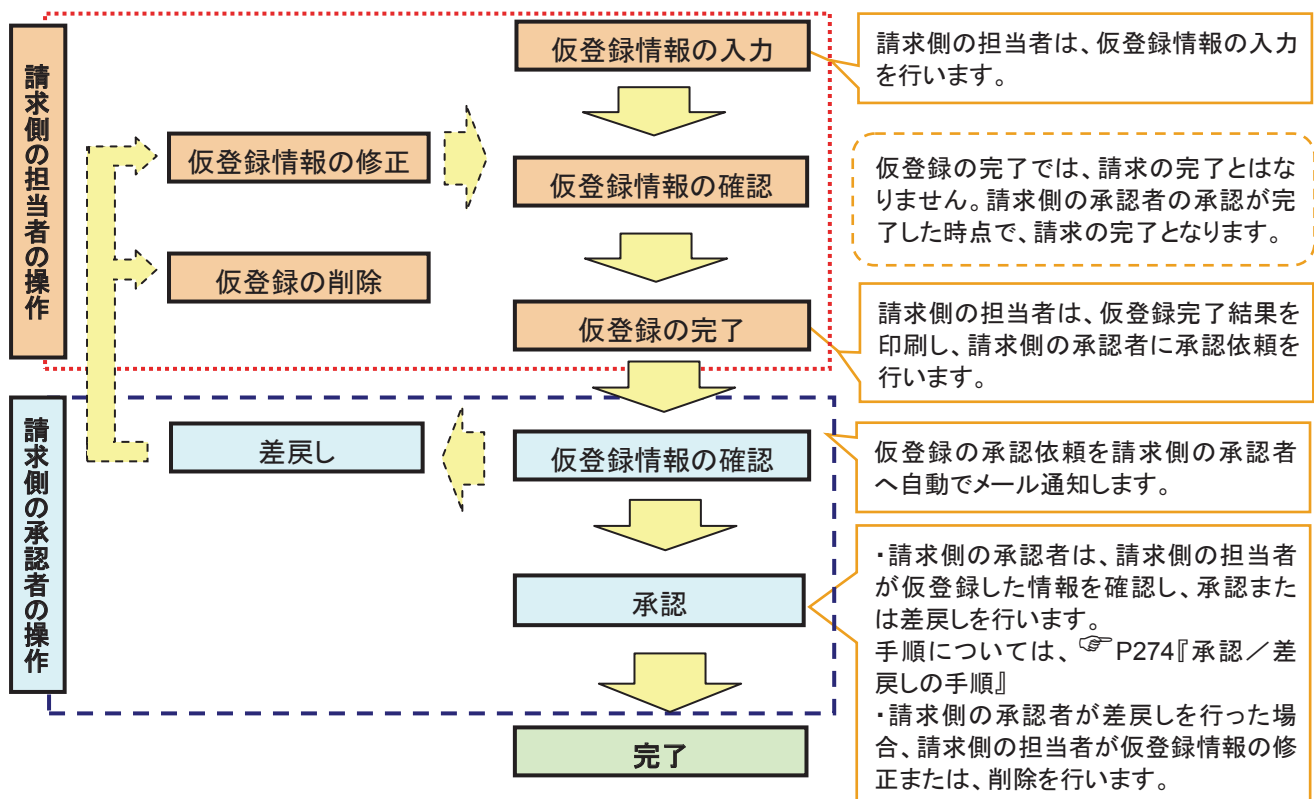 請求側の担当者の操作
仮登録情報の入力
請求側の担当者は、仮登録情報の入力
を行います。
仮登録情報の修正
仮登録情報の確認
仮登録の完了では、請求の完了とはな
りません。請求側の承認者の承認が完
了した時点で、請求の完了となります。
仮登録の削除
仮登録の完了
請求側の担当者は、仮登録完了結果を
印刷し、請求側の承認者に承認依頼を
行います。
請求側の承認者の操作
差戻し
仮登録情報の確認
仮登録の承認依頼を請求側の承認者
へ自動でメール通知します。
承認
・請求側の承認者は、請求側の担当者
が仮登録した情報を確認し、承認また
は差戻しを行います。
手順については、☞P274『承認／差
戻しの手順』
・請求側の承認者が差戻しを行った場
合、請求側の担当者が仮登録情報の修
正または、削除を行います。
完了